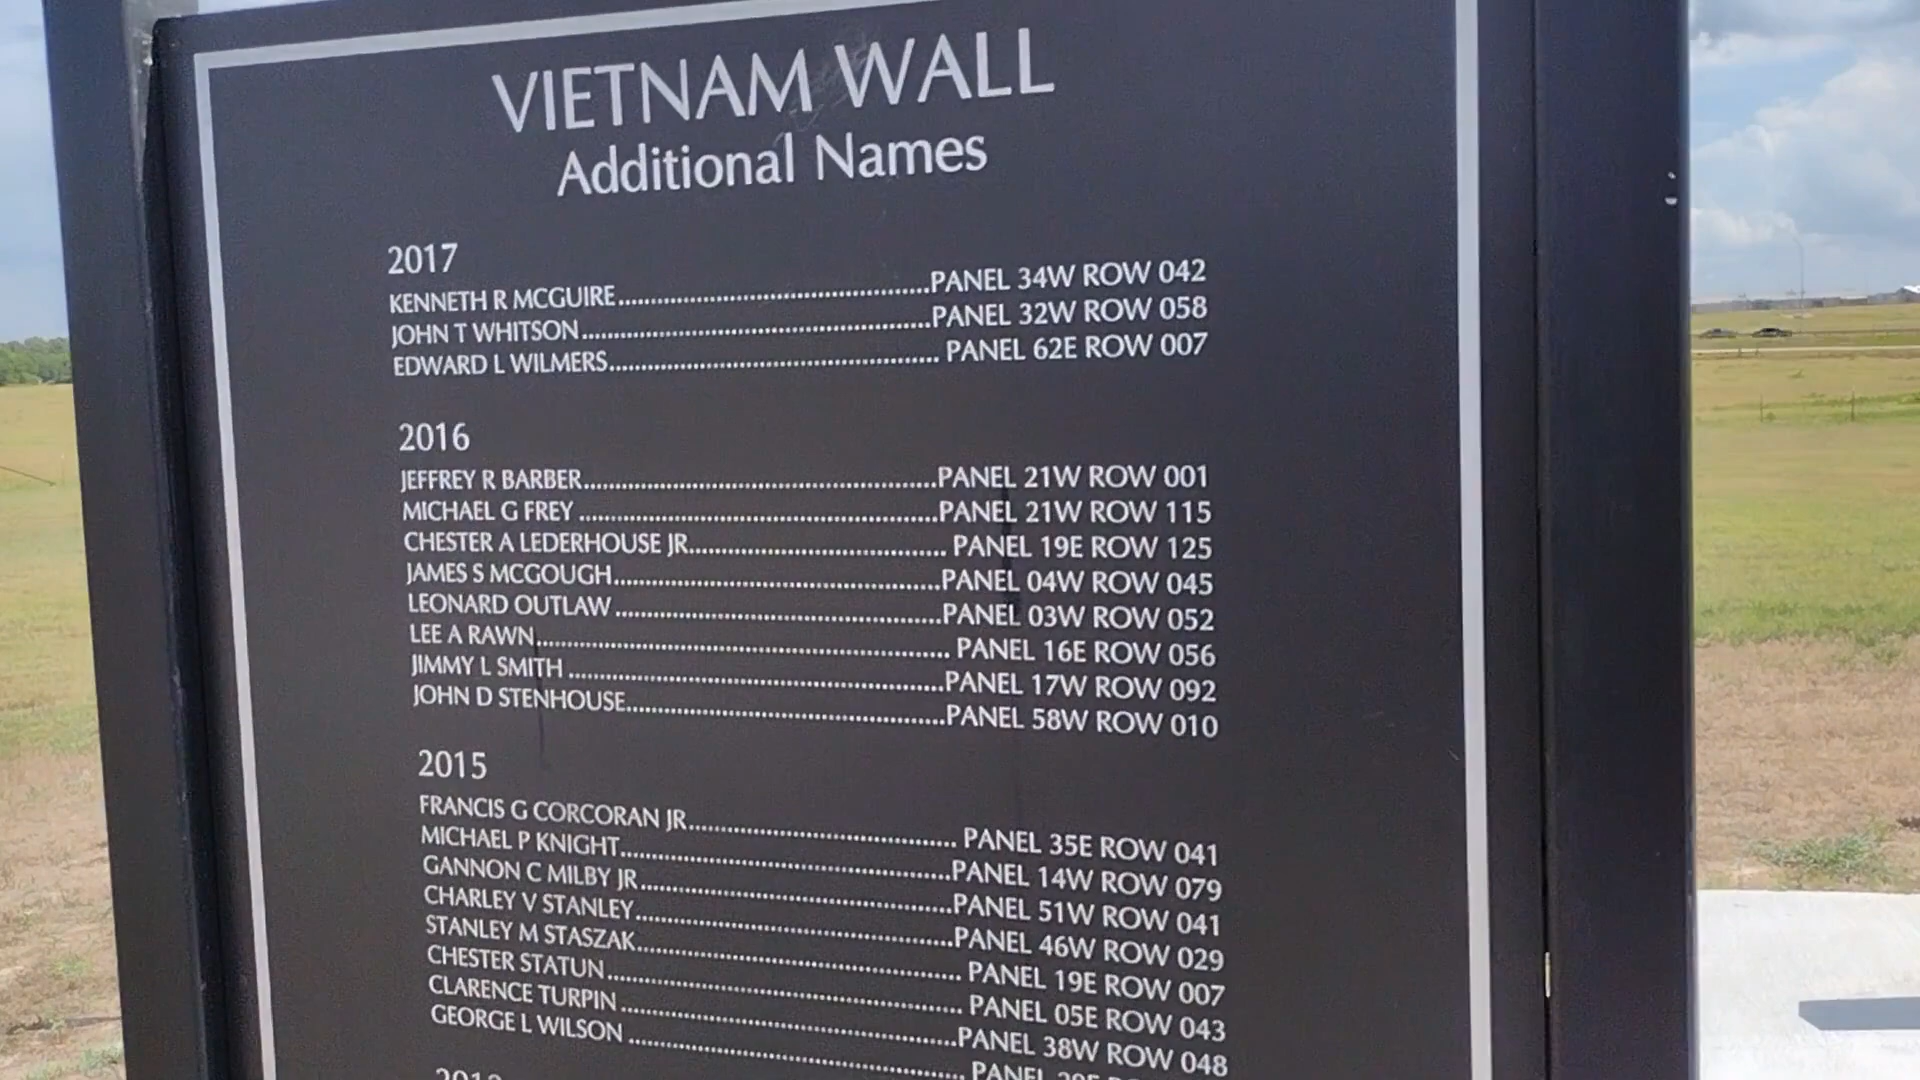 VIETNAM WALL
Additional Names
2017
KENNETH R MCGUIRE..........PANEL 34W ROW 042
JOHN T WHITSON..........PANEL 32W ROW 058
EDWARD L WILMERS.......... PANEL 62E ROW 007
2016
JEFFREY R BARBER..........PANEL 21W ROW 001
MICHAEL G FREY ..........PANEL 21W ROW 115
CHESTER A LEDERHOUSE JR.......... PANEL 19E ROW 125
JAMES S MCGOUGH..........PANEL 04W ROW 045
LEONARD OUTLAW ..........PANEL 03W ROW 052
LEE A RAWN.......... PANEL 16E ROW 056
JIMMY L SMITH ..........PANEL 17W ROW 092
JOHN D STENHOUSE..........PANEL 58W ROW 010
2015
FRANCIS G CORCORAN JR.......... PANEL 35E ROW 041
MICHAEL P KNIGHT..........PANEL 14W ROW 079
GANNON C MILBY JR..........PANEL 51W ROW 041
CHARLEY V STANLEY..........PANEL 46W ROW 029
STANLEY M STASZAK.......... PANEL 19E ROW 007
CHESTER STATUN.......... PANEL 05E ROW 043
CLARENCE TURPIN ..........PANEL 38W ROW 048
GEORGE L WILSON .......... PANEL